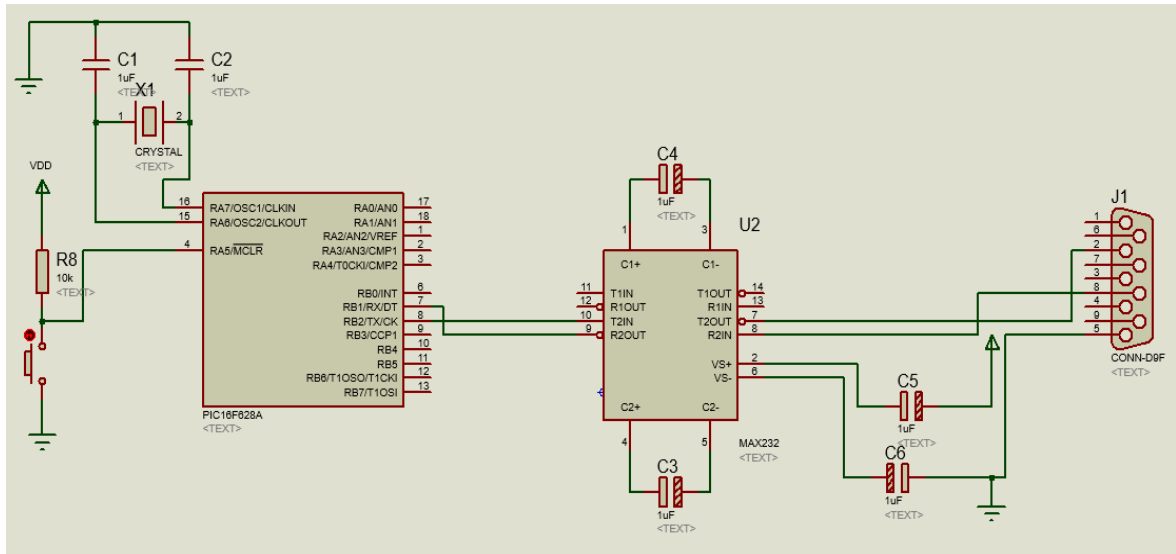 C1
1uF
<TEXT>
C2
1uF
<TEXT>
X1
1
2
CRYSTAL
<TEXT>
VDD
R8
10k
<TEXT>
16
RA7/OSC1/CLKIN
15
RA6/OSC2/CLKOUT
4
RA5/MCLR
RA0/AN0
17
RA1/AN1
18
RA2/AN2/VREF
1
RA3/AN3/CMP1
2
RA4/T0CKI/CMP2
3
RB0/INT
6
RB1/RX/DT
7
RB2/TX/CK
8
RB3/CCP1
9
RB4
10
RB5
11
RB6/T1OSO/T1CKI
12
RB7/T1OSI
13
PIC16F628A
<TEXT>
C4
1uF
<TEXT>
U2
1
3
C1+
C1-
11
T1IN
12
R1OUT
10
T2IN
9
R2OUT
T1OUT
14
R1IN
13
T2OUT
7
R2IN
8
VS+
2
VS-
6
C2+
C2-
4
5
MAX232
<TEXT>
C3
1uF
<TEXT>
C5
1uF
<TEXT>
C6
1uF
<TEXT>
J1
1
6
2
7
3
8
4
9
5
CONN-D9F
<TEXT>